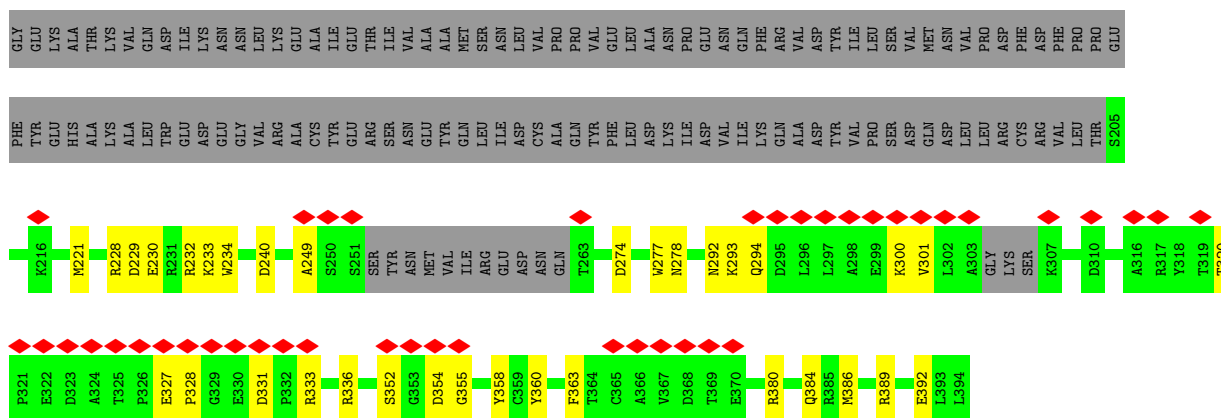 GLY GLU LYS ALA THR LYS VAL GLN ASP ILE LYS ASN ASN LEU LYS GLU ALA ILE GLU THR ILE VAL ALA ALA MET SER ASN LEU VAL PRO PRO VAL GLU LEU ALA ASN PRO GLU ASN GLN PHE ARG VAL ASP TYR ILE LEU SER VAL MET ASN VAL PRO ASP PHE ASP PHE PRO PRO GLU
PHE TYR GLU HIS ALA LYS ALA LEU TRP GLU ASP GLU GLY VAL ARG ALA CYS TYR GLU ARG SER ASN GLU TYR GLN LEU ILE ASP CYS ALA GLN TYR PHE LEU ASP LYS ILE ASP VAL ILE LYS GLN ALA ASP TYR VAL PRO SER ASP GLN ASP LEU LEU ARG CYS ARG VAL LEU THR S205
K216 M221 R228 D229 E230 R231 R232 K233 W234 D240 A249 S250 S251 SER TYR ASN MET VAL ILE ARG GLU ASP ASN GLN T263 D274 W277 N278 N292 K293 Q294 D295 L296 L297 A298 E299 K300 V301 L302 A303 GLY LYS SER K307 D310 A316 R317 Y318 T319
P321 E322 D323 A324 T325 P326 E327 P328 G329 E330 D331 P332 R333 R336 S352 G353 D354 G355 Y358 C359 Y360 F363 T364 C365 A366 V367 D368 T369 E370 R380 Q384 R385 M386 R389 E392 L393 L394